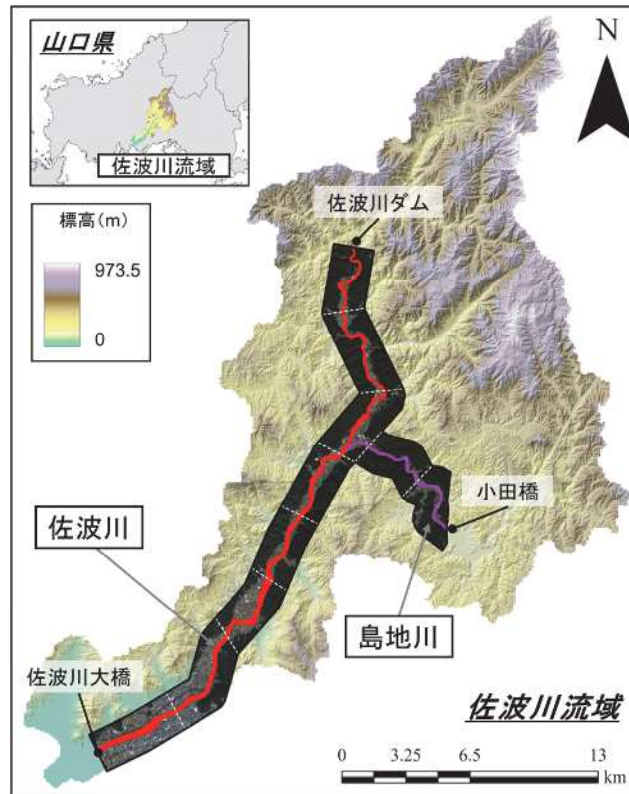 山口県
佐波川流域
N
標高(m)
973.5
0
佐波川ダム
小田橋
佐波川
島地川
佐波川大橋
佐波川流域
0 3.25 6.5 13
km